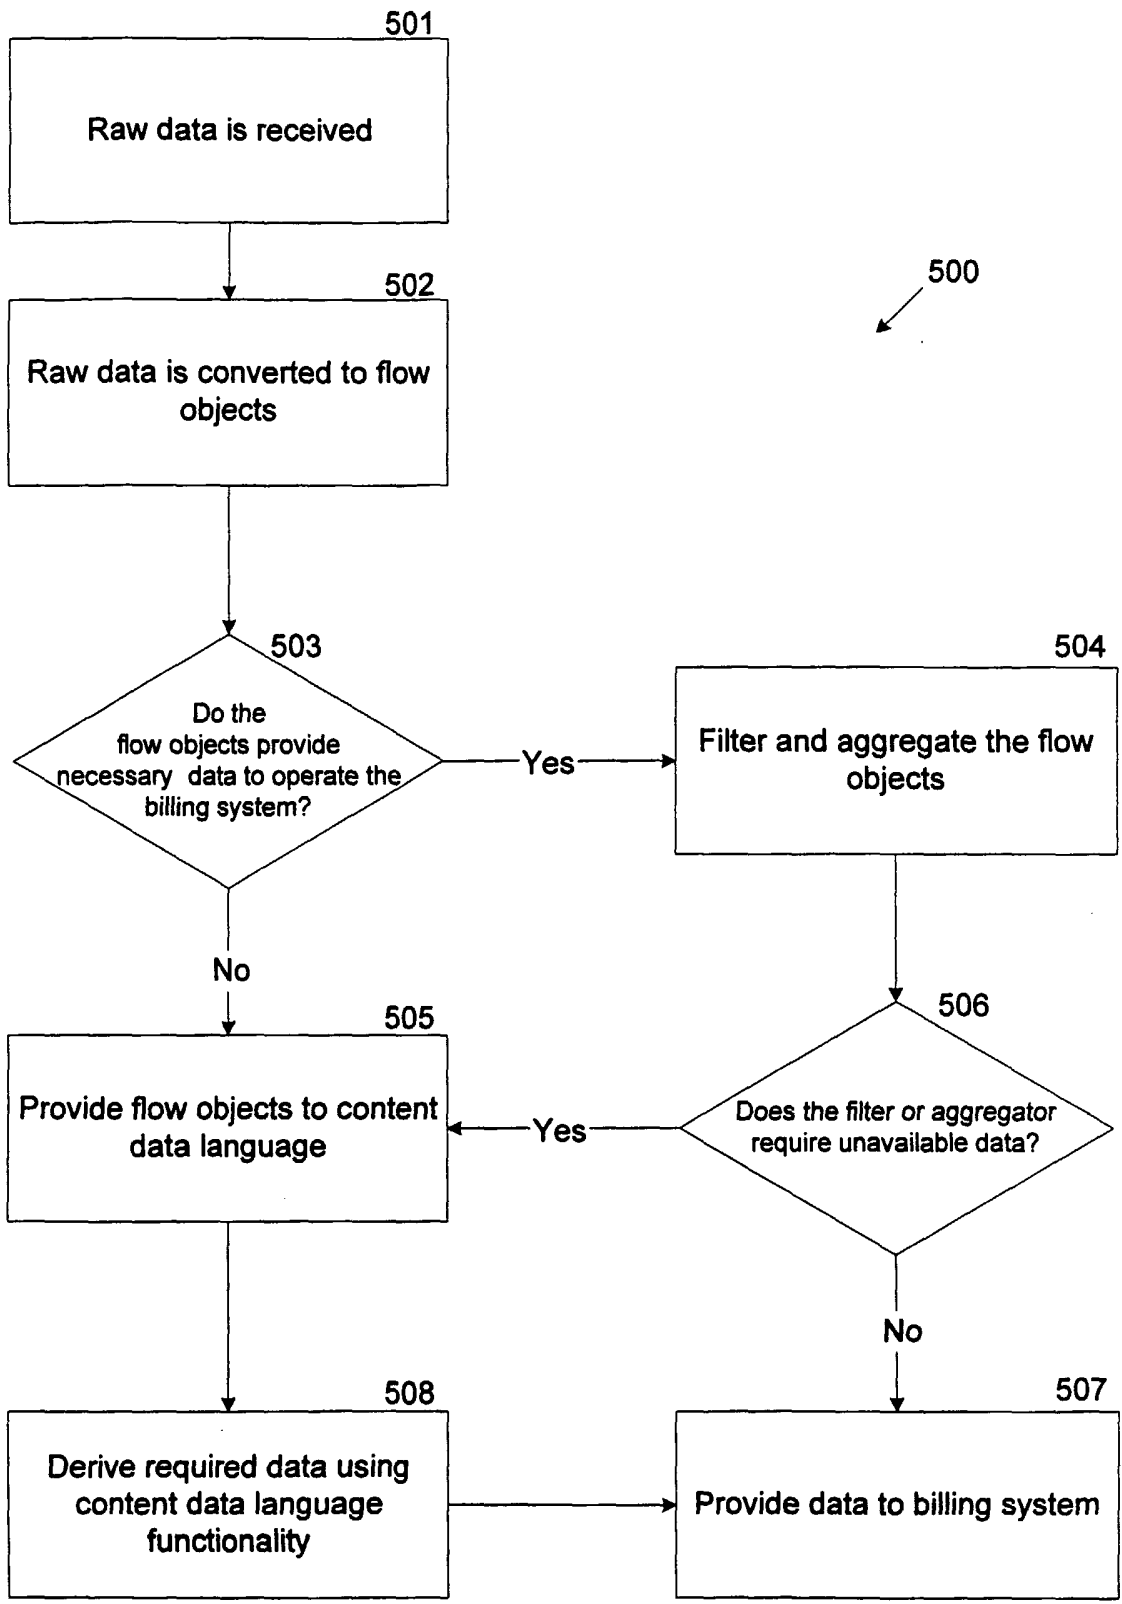 501
Raw data is received
500
502
Raw data is converted to flow
objects
503
Do the
flow objects provide
necessary data to operate the
billing system?
Yes
504
Filter and aggregate the flow
objects
No
505
Provide flow objects to content
data language
Yes
506
Does the filter or aggregator
require unavailable data?
No
508
Derive required data using
content data language
functionality
507
Provide data to billing system